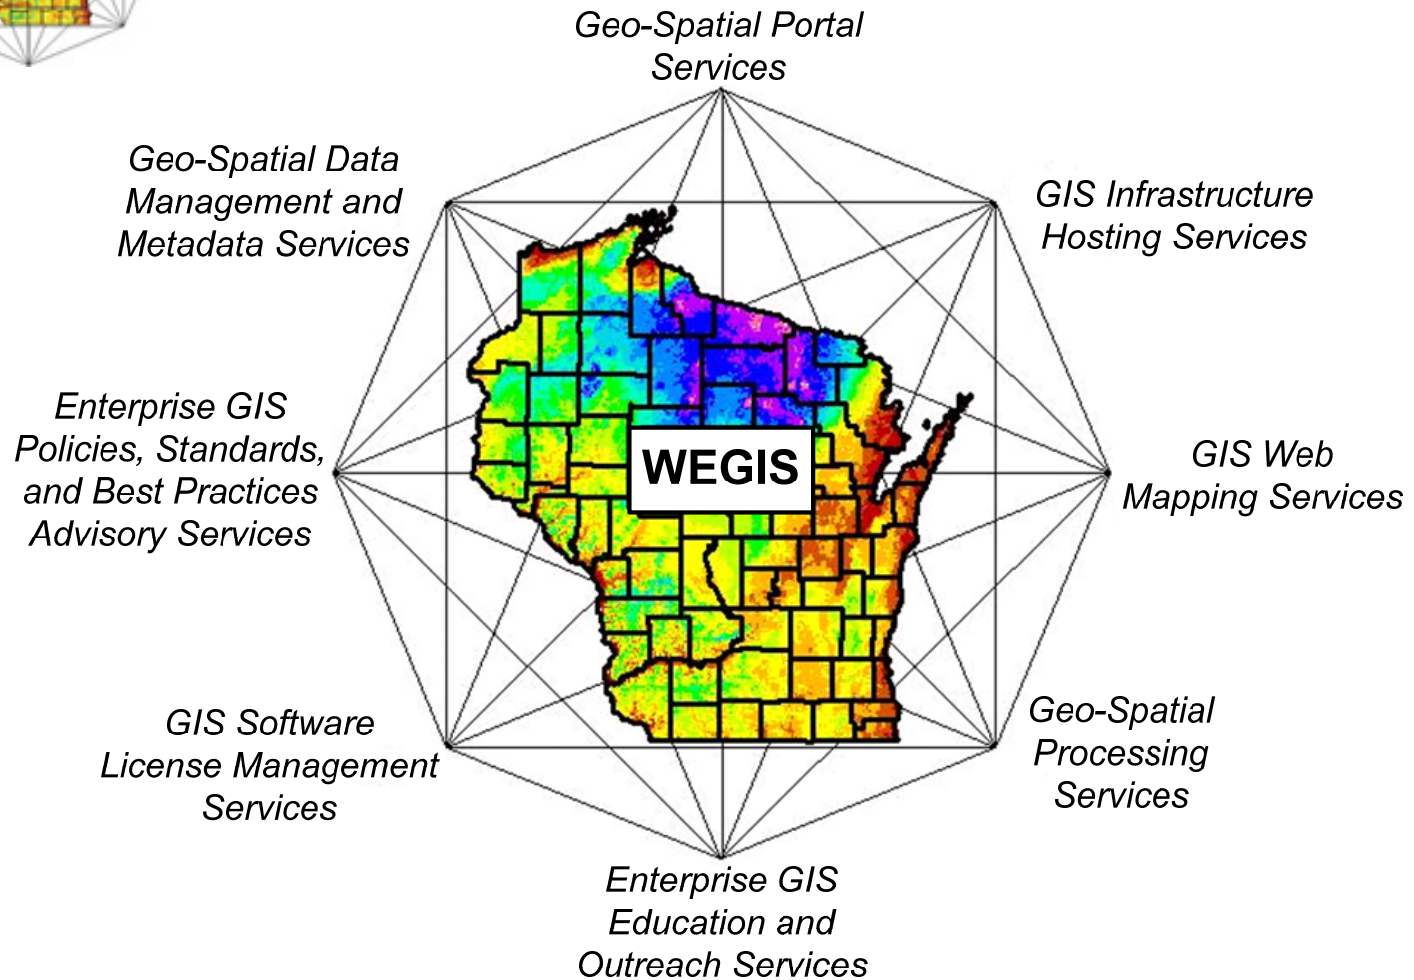 Geo-Spatial Portal
Services
Geo-Spatial Data
Management and
Metadata Services
GIS Infrastructure
Hosting Services
Enterprise GIS
Policies, Standards,
and Best Practices
Advisory Services
WEGIS
GIS Web
Mapping Services
GIS Software
License Management
Services
Geo-Spatial
Processing
Services
Enterprise GIS
Education and
Outreach Services